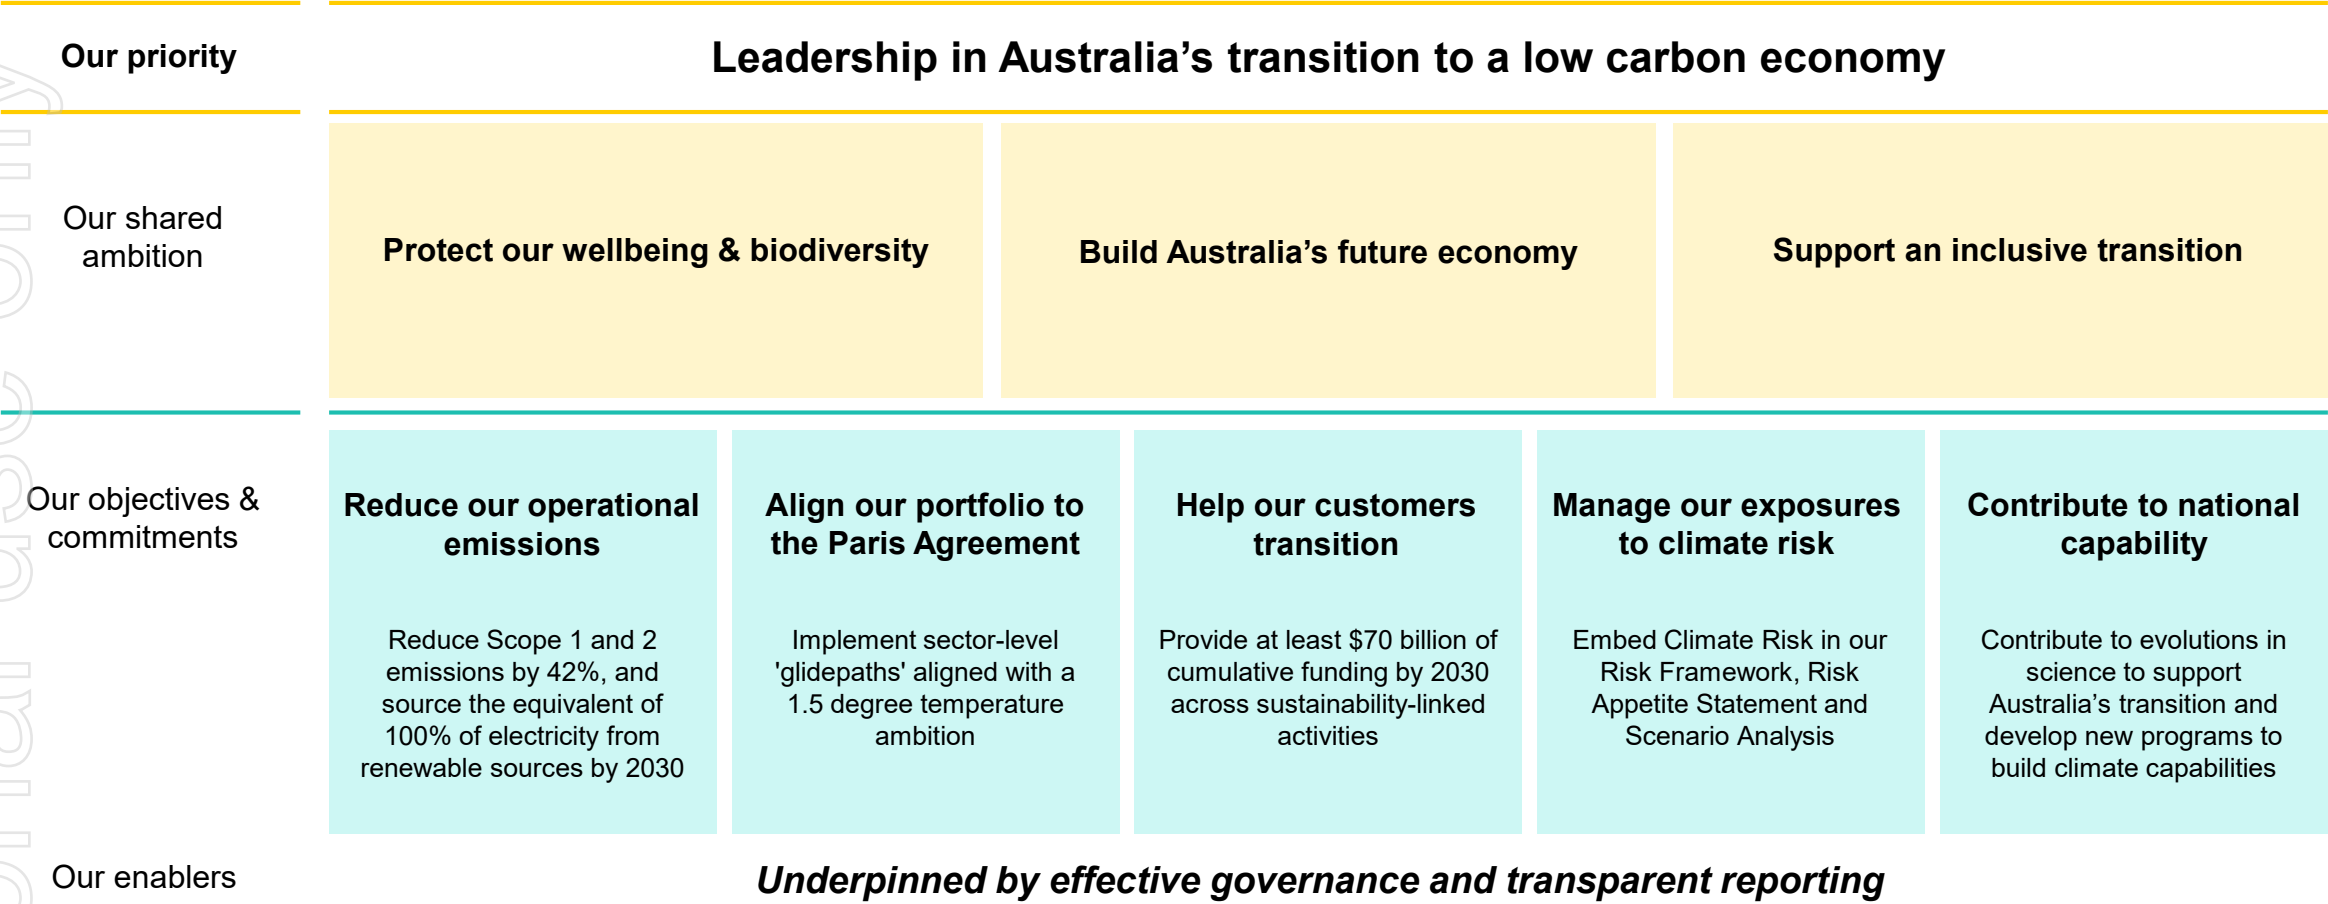 Our priority
Leadership in Australia’s transition to a low carbon economy
Our shared
ambition
Protect our wellbeing & biodiversity
Build Australia’s future economy
Support an inclusive transition
Our objectives &
commitments
Reduce our operational
emissions
Reduce Scope 1 and 2
emissions by 42%, and
source the equivalent of
100% of electricity from
renewable sources by 2030
Align our portfolio to
the Paris Agreement
Implement sector-level
'glidepaths' aligned with a
1.5 degree temperature
ambition
Help our customers
transition
Provide at least $70 billion of
cumulative funding by 2030
across sustainability-linked
activities
Manage our exposures
to climate risk
Embed Climate Risk in our
Risk Framework, Risk
Appetite Statement and
Scenario Analysis
Contribute to national
capability
Contribute to evolutions in
science to support
Australia’s transition and
develop new programs to
build climate capabilities
Our enablers
Underpinned by effective governance and transparent reporting